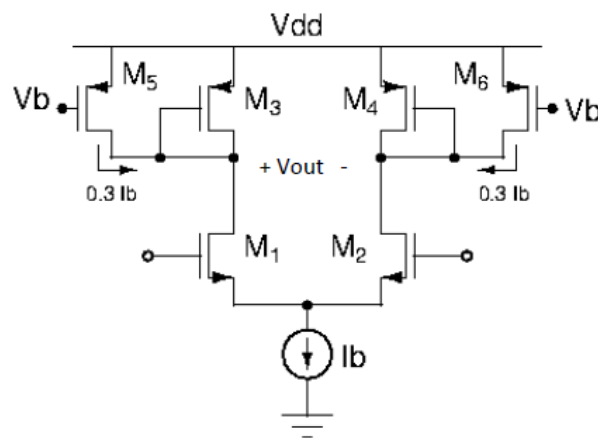 Vdd
M5 M6
Vb M3 M4 Vb
+ Vout -
0.3 Ib 0.3 Ib
M1 M2
Ib